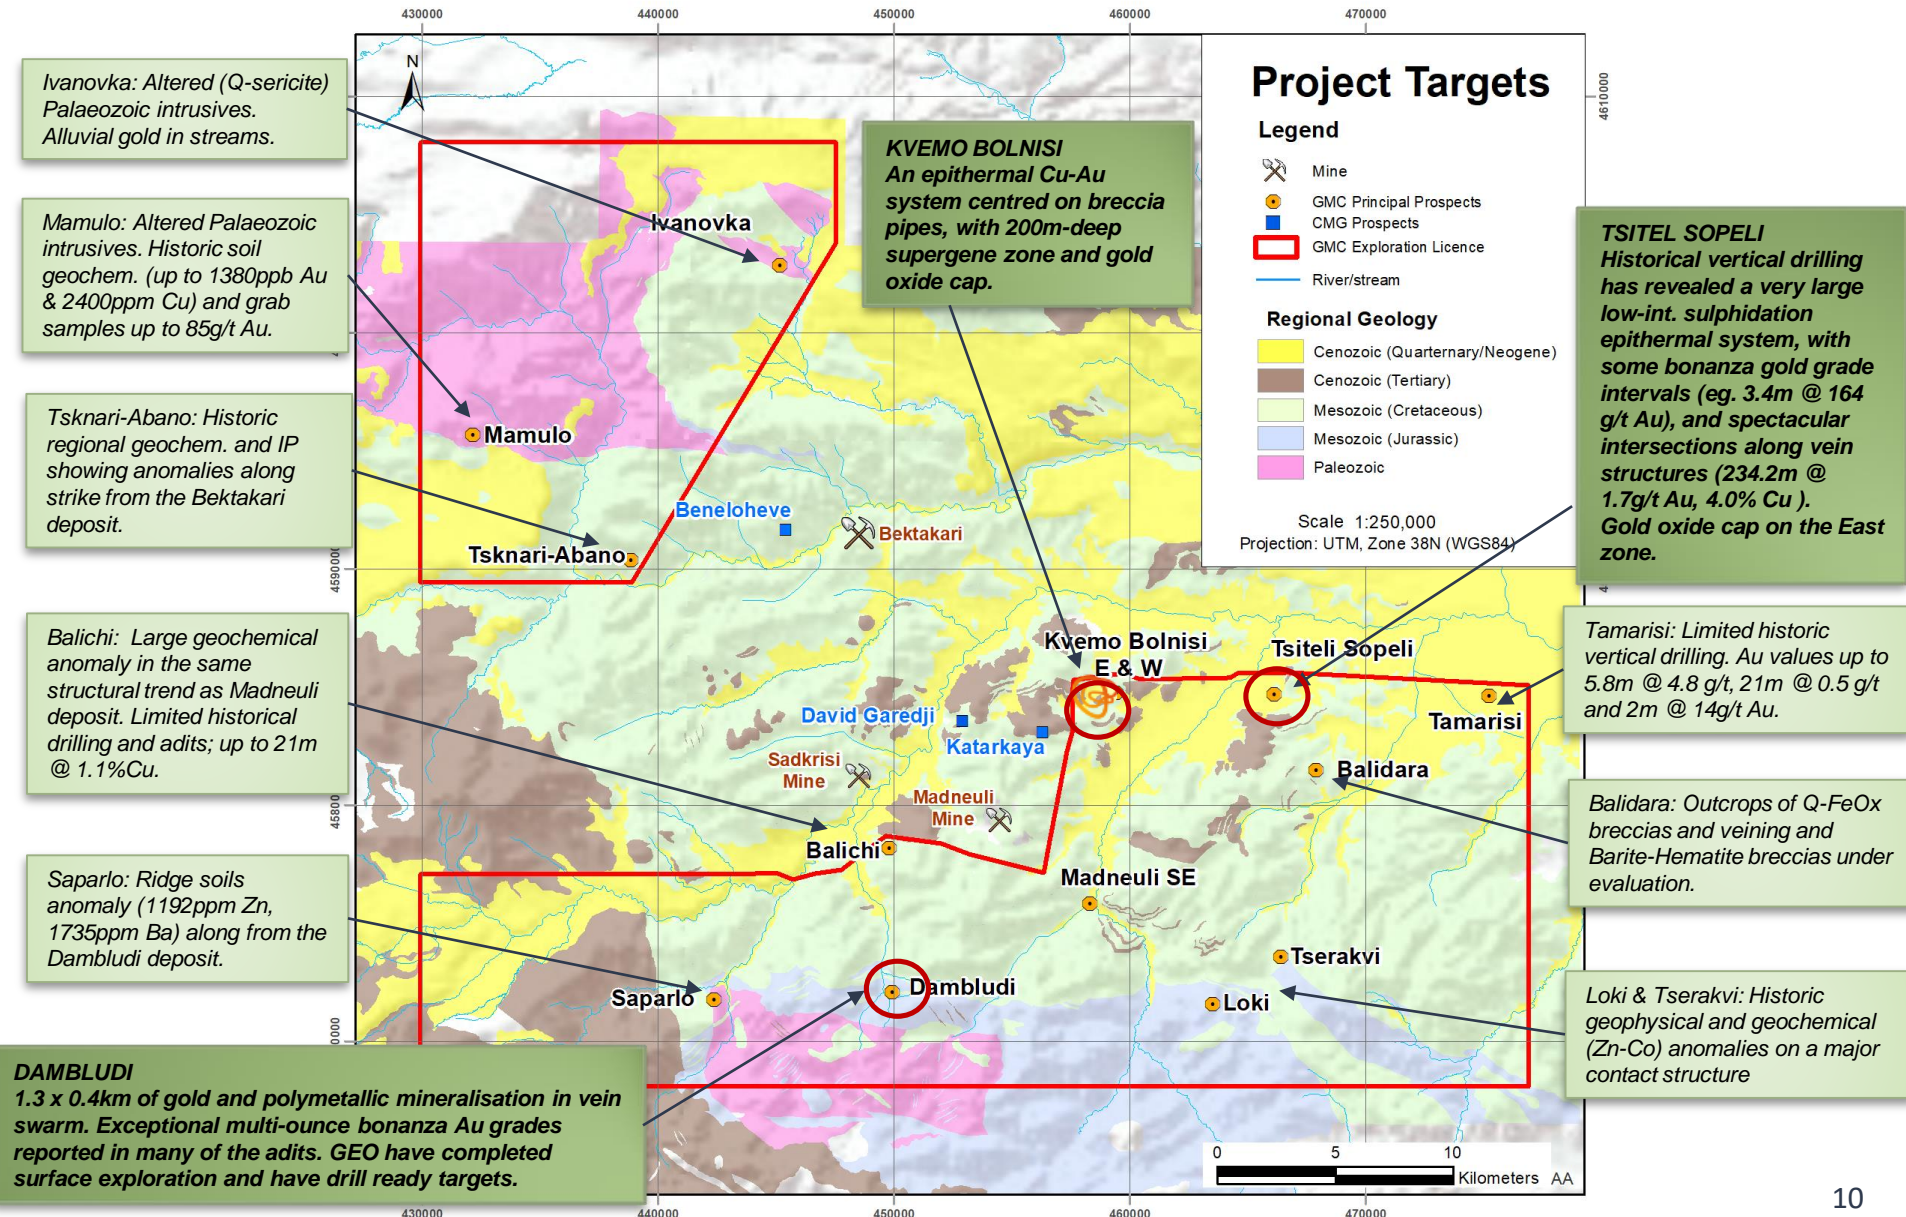 430000
440000
450000
460000
470000
Project Targets
Legend
Mine
GMC Principal Prospects
CMG Prospects
GMC Exploration Licence
River/stream
Regional Geology
Cenozoic (Quarternary/Neogene)
Cenozoic (Tertiary)
Mesozoic (Cretaceous)
Mesozoic (Jurassic)
Paleozoic
Scale 1:250,000
Projection: UTM, Zone 38N (WGS84)
4610000
N
Ivanovka: Altered (Q-sericite)
Palaeozoic intrusives.
Alluvial gold in streams.
Mamulo: Altered Palaeozoic
intrusives. Historic soil
geochem. (up to 1380ppb Au
& 2400ppm Cu) and grab
samples up to 85g/t Au.
Tsknari-Abano: Historic
regional geochem. and IP
showing anomalies along
strike from the Bektakari
deposit.
Balichi: Large geochemical
anomaly in the same
structural trend as Madneuli
deposit. Limited historical
drilling and adits; up to 21m
@ 1.1%Cu.
Saparlo: Ridge soils
anomaly (1192ppm Zn,
1735ppm Ba) along from the
Dambludi deposit.
DAMBLUDI
1.3 x 0.4km of gold and polymetallic mineralisation in vein
swarm. Exceptional multi-ounce bonanza Au grades
reported in many of the adits. GEO have completed
surface exploration and have drill ready targets.
KVEMO BOLNISI
An epithermal Cu-Au
system centred on breccia
pipes, with 200m-deep
supergene zone and gold
oxide cap.
TSITEL SOPELI
Historical vertical drilling
has revealed a very large
low-int. sulphidation
epithermal system, with
some bonanza gold grade
intervals (eg. 3.4m @ 164
g/t Au), and spectacular
intersections along vein
structures (234.2m @
1.7g/t Au, 4.0% Cu ).
Gold oxide cap on the East
zone.
Tamarisi: Limited historic
vertical drilling. Au values up to
5.8m @ 4.8 g/t, 21m @ 0.5 g/t
and 2m @ 14g/t Au.
Balidara: Outcrops of Q-FeOx
breccias and veining and
Barite-Hematite breccias under
evaluation.
Loki & Tserakvi: Historic
geophysical and geochemical
(Zn-Co) anomalies on a major
contact structure
Ivanovka
Mamulo
Beneloheve
Bektakari
Tsknari-Abano
4590000
Kvemo Bolnisi
E & W
Tsiteli Sopeli
Tamarisi
David Garedji
Katarkaya
Sadkrisi
Mine
Madneuli
Mine
Balidara
45800
Balichi
Madneuli SE
Tserakvi
Saparlo
Dambludi
Loki
0
5
10
Kilometers
AA
430000
440000
450000
460000
470000
10